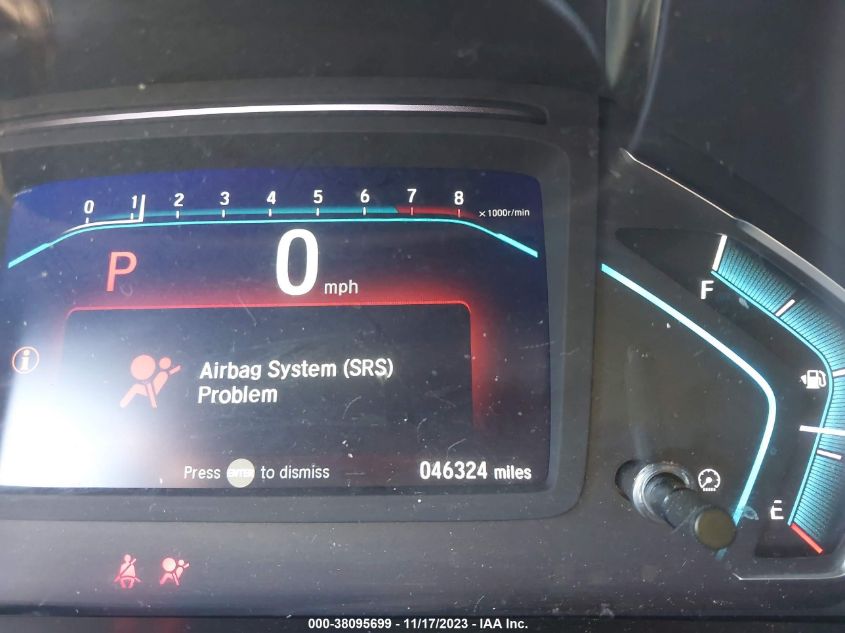 0 1 2 3 4 5 6 7 8 ×1000r/min
P 0 mph
F
i
Airbag System (SRS)
Problem
Press ENTER to dismiss 046324 miles
E
000-38095699 - 11/17/2023 - IAA Inc.